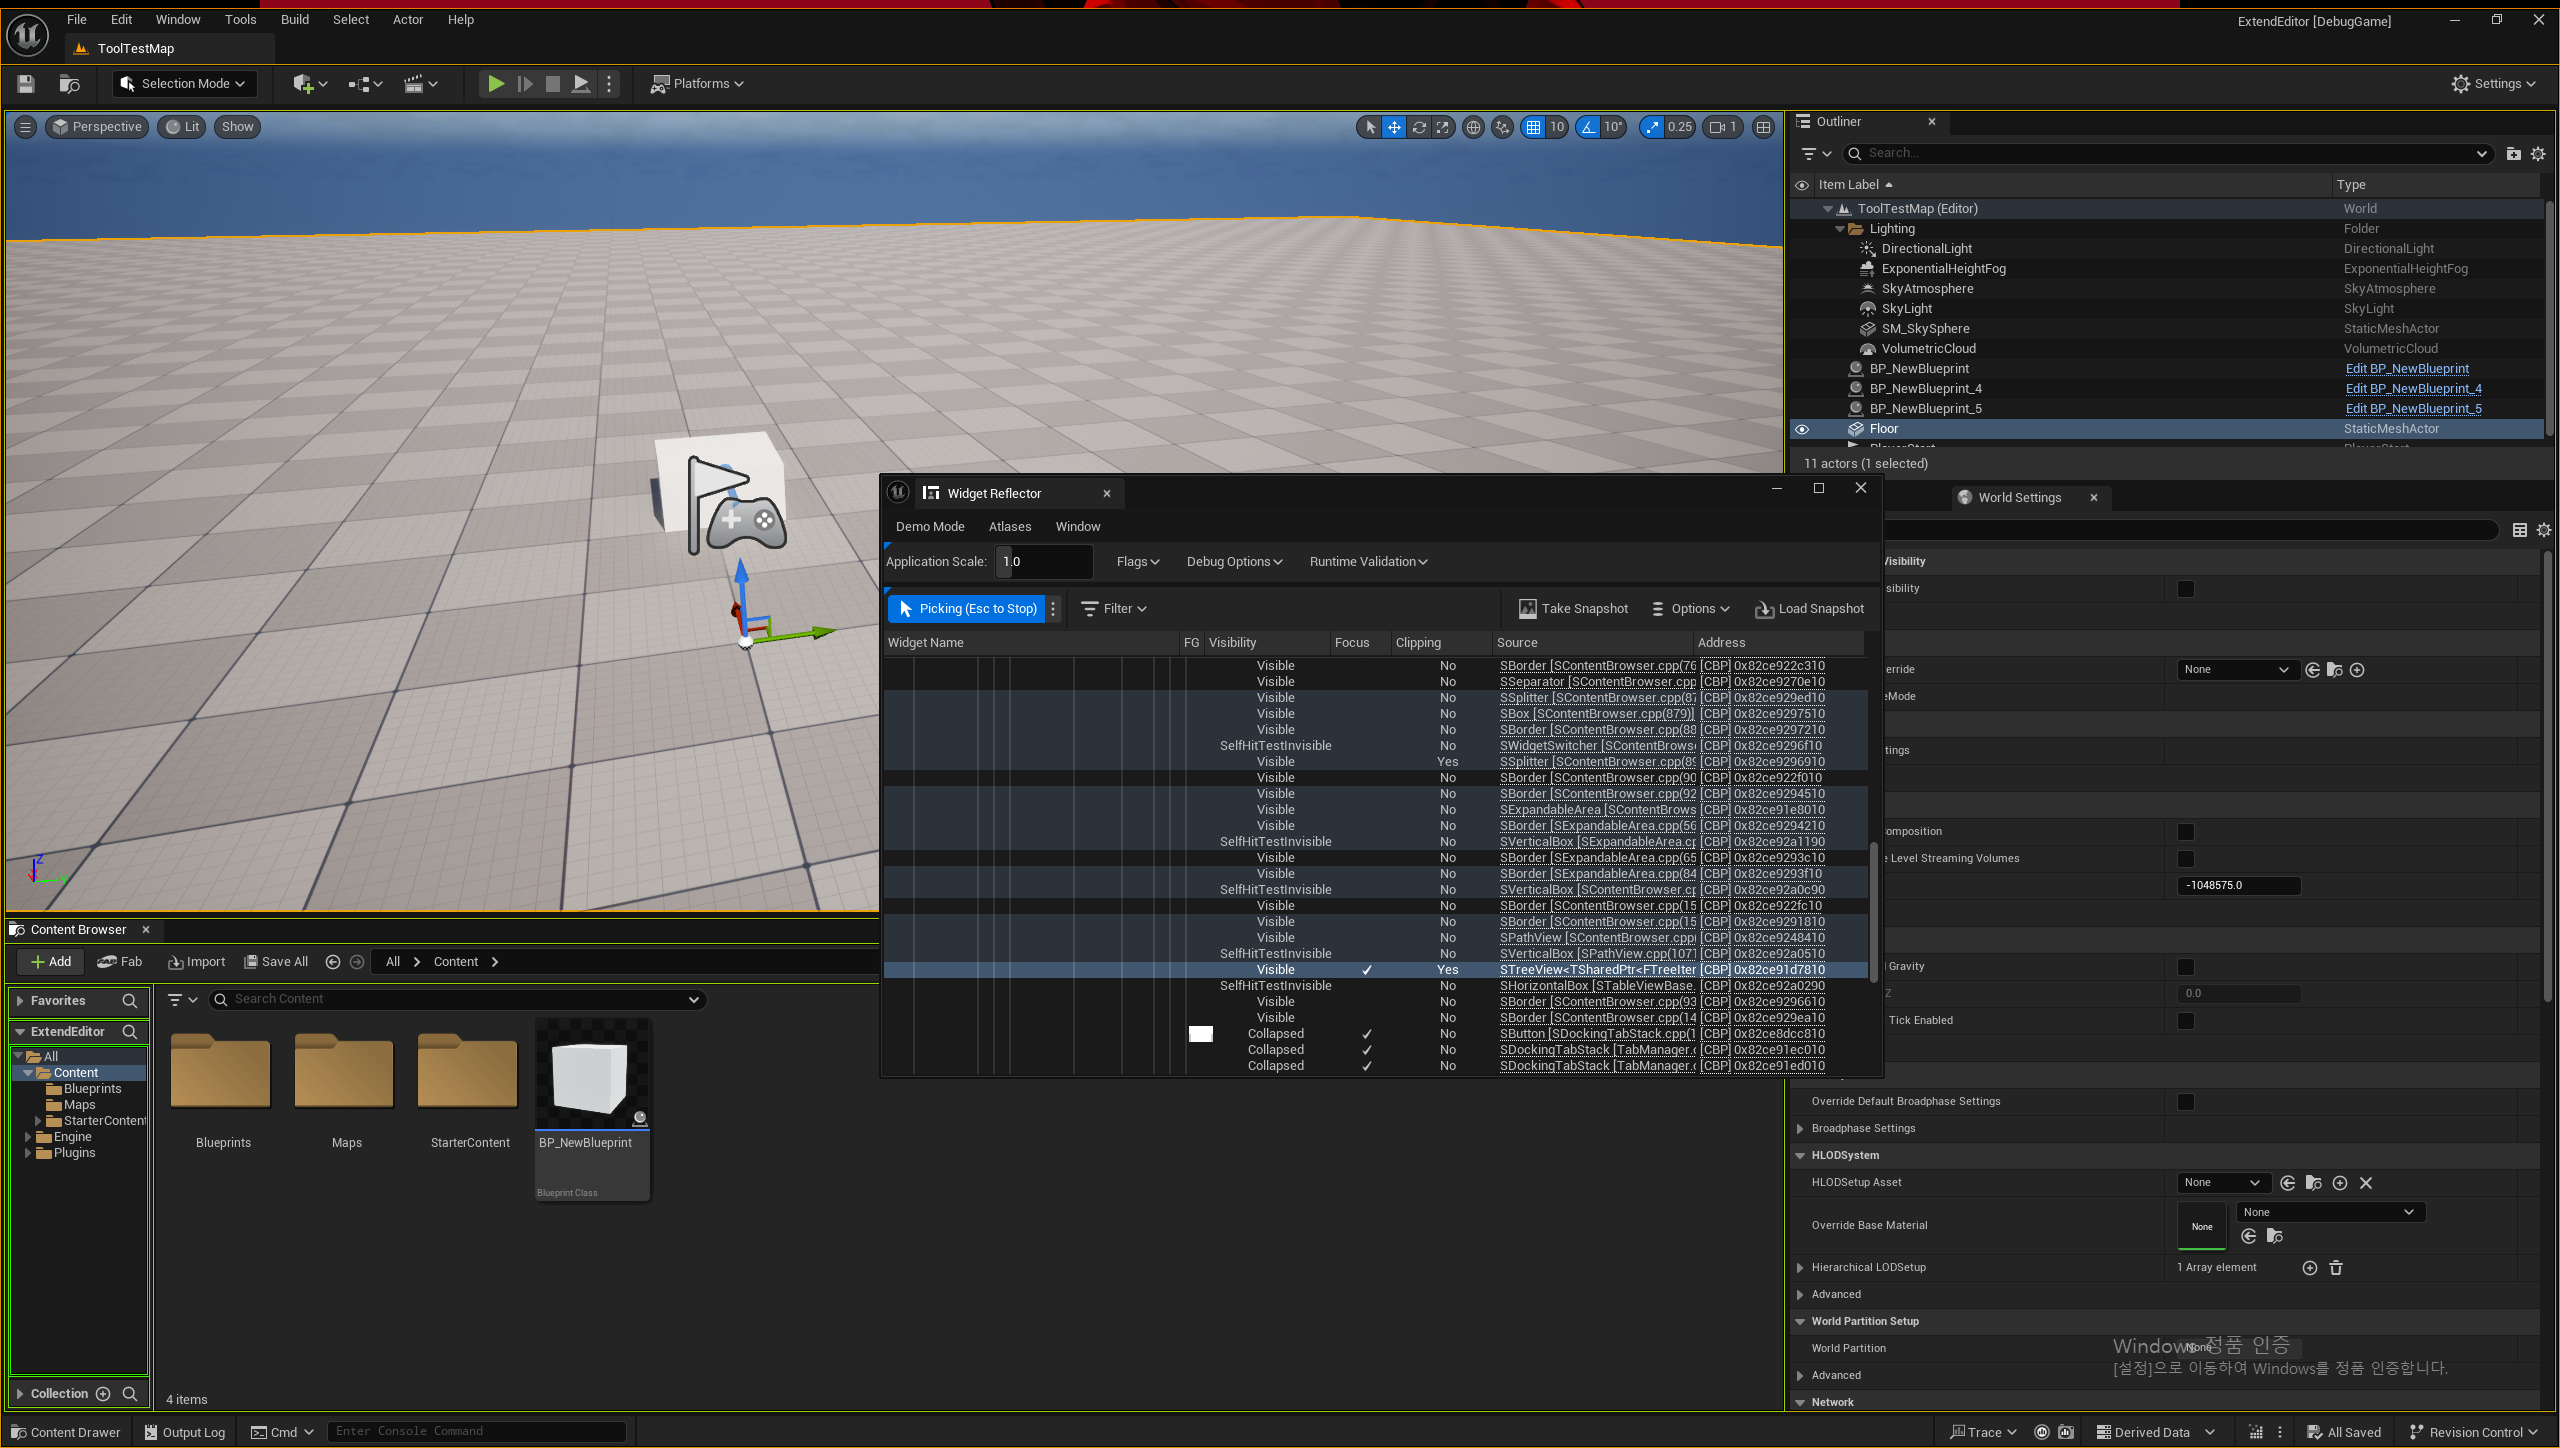 File Edit Window Tools Build Select Actor Help
ExtendEditor [DebugGame]
ToolTestMap
Selection Mode
Platforms
Settings
Perspective Lit Show
10 10° 0.25 1
Outliner
Search...
Item Label Type
ToolTestMap (Editor) World
Lighting Folder
DirectionalLight DirectionalLight
ExponentialHeightFog ExponentialHeightFog
SkyAtmosphere SkyAtmosphere
SkyLight SkyLight
SM_SkySphere StaticMeshActor
VolumetricCloud VolumetricCloud
BP_NewBlueprint Edit BP_NewBlueprint
BP_NewBlueprint_4 Edit BP_NewBlueprint_4
BP_NewBlueprint_5 Edit BP_NewBlueprint_5
Floor StaticMeshActor
11 actors (1 selected)
World Settings
Visibility
sibility
erride None
eMode
ttings
omposition
e Level Streaming Volumes
-1048575.0
Gravity
Z 0.0
Tick Enabled
Override Default Broadphase Settings
Broadphase Settings
HLODSystem
HLODSetup Asset None
None
Override Base Material None
Hierarchical LODSetup 1 Array element
Advanced
World Partition Setup
World Partition None
Advanced
Network
Windows 정품 인증
[설정]으로 이동하여 Windows를 정품 인증합니다.
Widget Reflector
Demo Mode Atlases Window
Application Scale: 1.0 Flags Debug Options Runtime Validation
Picking (Esc to Stop) Filter Take Snapshot Options Load Snapshot
Widget Name FG Visibility Focus Clipping Source Address
Visible No SBorder [SContentBrowser.cpp(76 [CBP] 0x82ce922c310
Visible No SSeparator [SContentBrowser.cpp [CBP] 0x82ce9270e10
Visible No SSplitter [SContentBrowser.cpp(87 [CBP] 0x82ce929ed10
Visible No SBox [SContentBrowser.cpp(879)] [CBP] 0x82ce9297510
Visible No SBorder [SContentBrowser.cpp(88 [CBP] 0x82ce9297210
SelfHitTestInvisible No SWidgetSwitcher [SContentBrows [CBP] 0x82ce9296f10
Visible Yes SSplitter [SContentBrowser.cpp(89 [CBP] 0x82ce9296910
Visible No SBorder [SContentBrowser.cpp(90 [CBP] 0x82ce922f010
Visible No SBorder [SContentBrowser.cpp(92 [CBP] 0x82ce9294510
Visible No SExpandableArea [SContentBrows [CBP] 0x82ce91e8010
Visible No SBorder [SExpandableArea.cpp(56 [CBP] 0x82ce9294210
SelfHitTestInvisible No SVerticalBox [SExpandableArea.cp [CBP] 0x82ce92a1190
Visible No SBorder [SExpandableArea.cpp(65 [CBP] 0x82ce9293c10
Visible No SBorder [SExpandableArea.cpp(84 [CBP] 0x82ce9293f10
SelfHitTestInvisible No SVerticalBox [SContentBrowser.cp [CBP] 0x82ce92a0c90
Visible No SBorder [SContentBrowser.cpp(15 [CBP] 0x82ce922fc10
Visible No SBorder [SContentBrowser.cpp(15 [CBP] 0x82ce9291810
Visible No SPathView [SContentBrowser.cpp( [CBP] 0x82ce9248410
SelfHitTestInvisible No SVerticalBox [SPathView.cpp(107 [CBP] 0x82ce92a0510
Visible Yes STreeView<TSharedPtr<FTreeIter [CBP] 0x82ce91d7810
SelfHitTestInvisible No SHorizontalBox [STableViewBase. [CBP] 0x82ce92a0290
Visible No SBorder [SContentBrowser.cpp(93 [CBP] 0x82ce9296610
Visible No SBorder [SContentBrowser.cpp(14 [CBP] 0x82ce929ea10
Collapsed No SButton [SDockingTabStack.cpp(1 [CBP] 0x82ce8dcc810
Collapsed No SDockingTabStack [TabManager.c [CBP] 0x82ce91ec010
Collapsed No SDockingTabStack [TabManager.c [CBP] 0x82ce91ed010
Content Browser
Add Fab Import Save All All Content
Favorites
Search Content
ExtendEditor
All
Content
Blueprints
Maps
StarterContent
Engine
Plugins
Collection
Blueprints Maps StarterContent BP_NewBlueprint
Blueprint Class
4 items
Content Drawer Output Log Cmd Enter Console Command
Trace Derived Data All Saved Revision Control